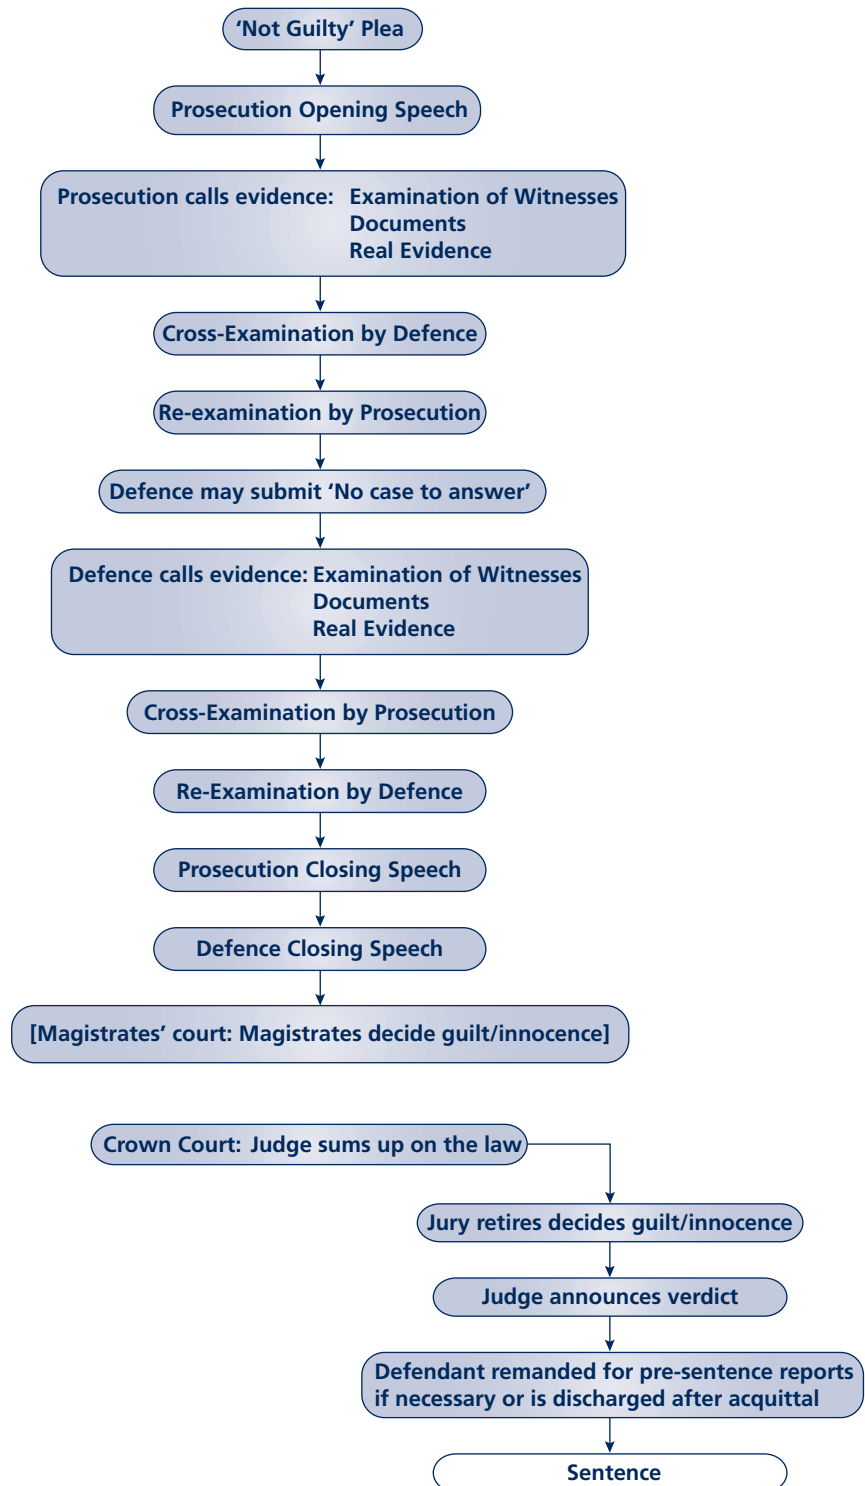 ‘Not Guilty’ Plea
Prosecution Opening Speech
Prosecution calls evidence: Examination of Witnesses
Documents
Real Evidence
Cross-Examination by Defence
Re-examination by Prosecution
Defence may submit ‘No case to answer’
Defence calls evidence: Examination of Witnesses
Documents
Real Evidence
Cross-Examination by Prosecution
Re-Examination by Defence
Prosecution Closing Speech
Defence Closing Speech
[Magistrates’ court: Magistrates decide guilt/innocence]
Crown Court: Judge sums up on the law
Jury retires decides guilt/innocence
Judge announces verdict
Defendant remanded for pre-sentence reports
if necessary or is discharged after acquittal
Sentence